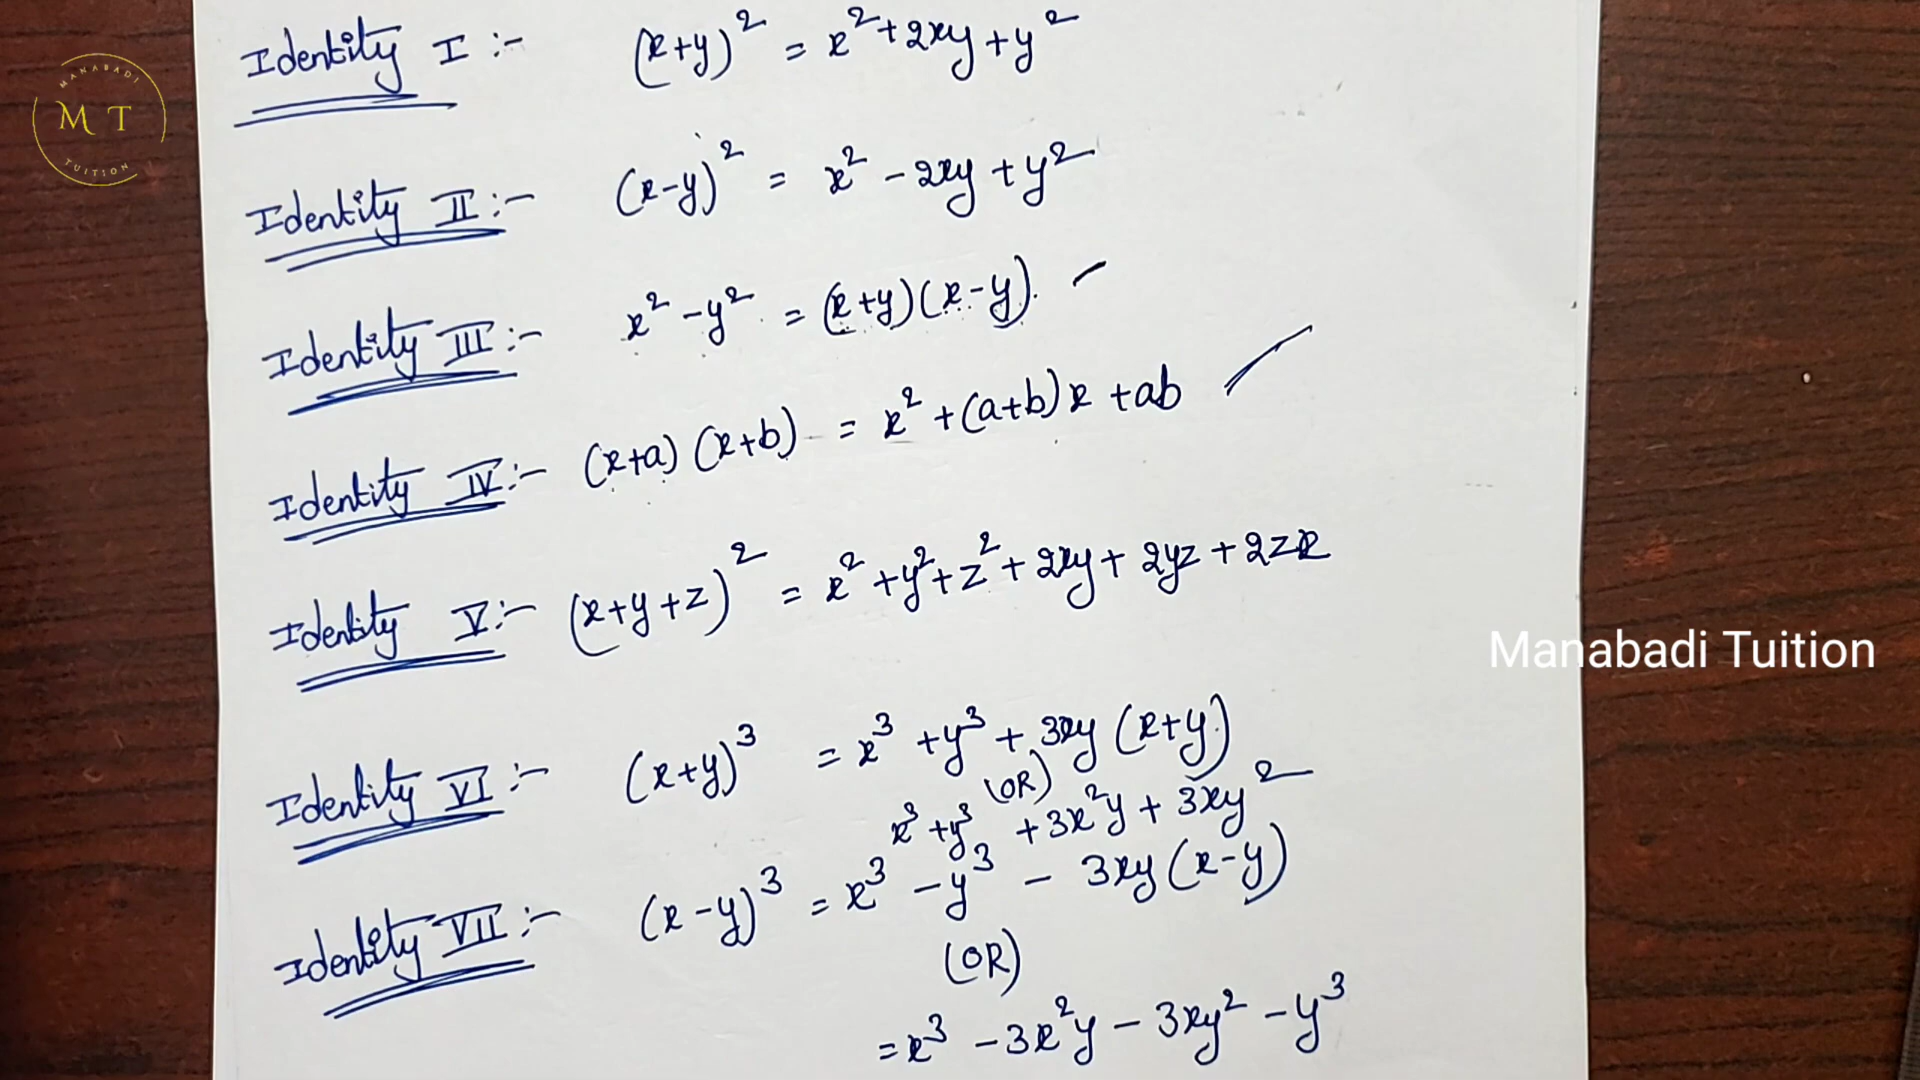 Identity I :- (x+y)² = x²+2xy+y²
MANABADI
M T
TUITION
Identity II :- (x-y)² = x² - 2xy + y²
Identity III :- x² - y² = (x+y)(x-y).
Identity IV :- (x+a) (x+b) = x² + (a+b)x + ab
Identity V :- (x+y+z)² = x² + y² + z² + 2xy + 2yz + 2zx
Manabadi Tuition
Identity VI :- (x+y)³ = x³ + y³ + 3xy (x+y)
(OR)
x³ + y³ + 3x²y + 3xy²
Identity VII :- (x-y)³ = x³ - y³ - 3xy (x-y)
(OR)
= x³ - 3x²y - 3xy² - y³